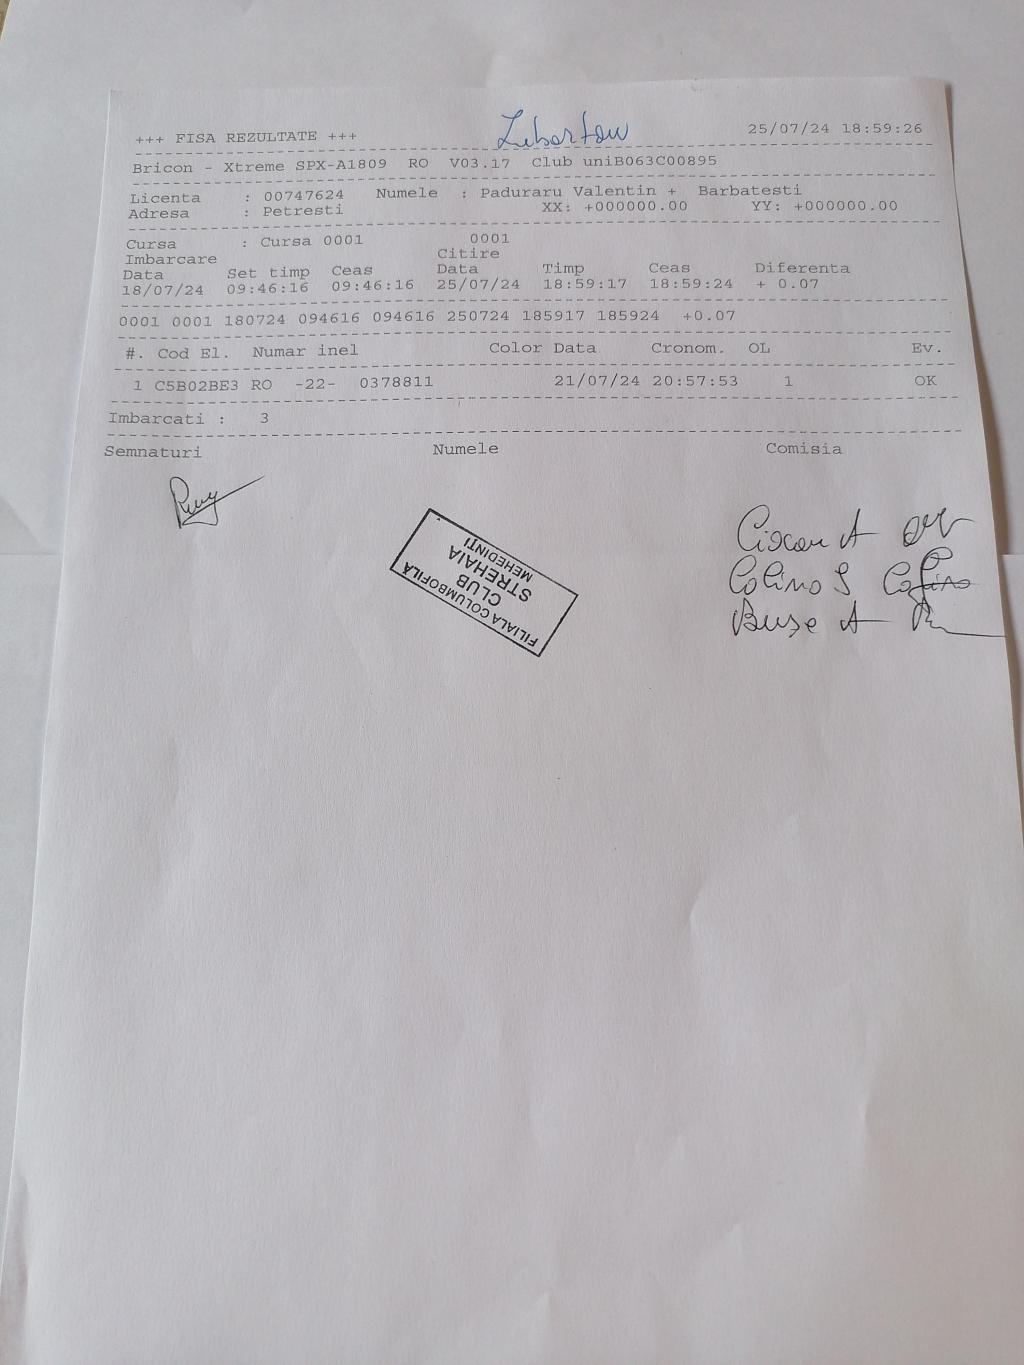 +++ FISA REZULTATE +++ Lubartow 25/07/24 18:59:26
Bricon - Xtreme SPX-A1809 RO V03.17 Club uniB063C00895
Licenta : 00747624 Numele : Paduraru Valentin + Barbatesti
Adresa : Petresti XX: +000000.00 YY: +000000.00
Cursa : Cursa 0001 0001
Imbarcare Citire
Data Set timp Ceas Data Timp Ceas Diferenta
18/07/24 09:46:16 09:46:16 25/07/24 18:59:17 18:59:24 + 0.07
0001 0001 180724 094616 094616 250724 185917 185924 +0.07
#. Cod El. Numar inel Color Data Cronom. OL Ev.
1 C5B02BE3 RO -22- 0378811 21/07/24 20:57:53 1 OK
Imbarcati : 3
Semnaturi Numele Comisia
FILIALA COLUMBOFILĂ
CLUB
STREHAIA
MEHEDINTI
A
Colino S
Buse A